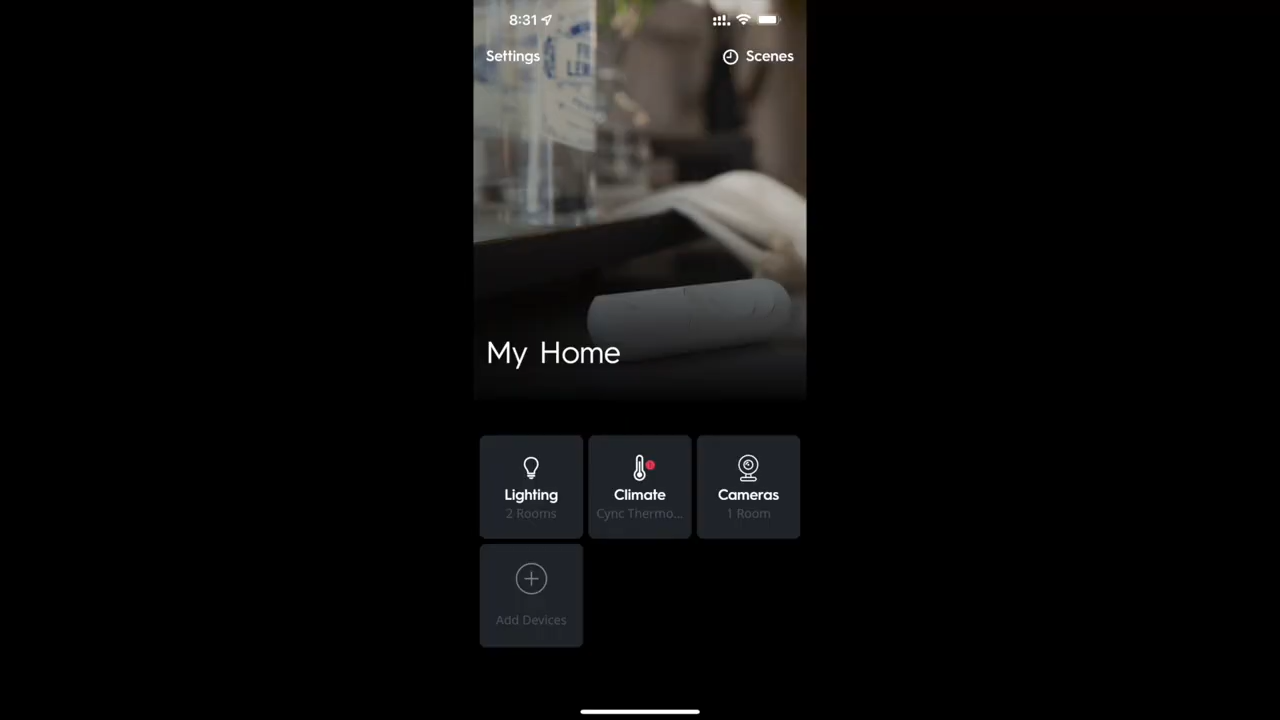 8:31
Settings
Scenes
My Home
Lighting
2 Rooms
Climate
Cync Thermo...
Cameras
1 Room
Add Devices